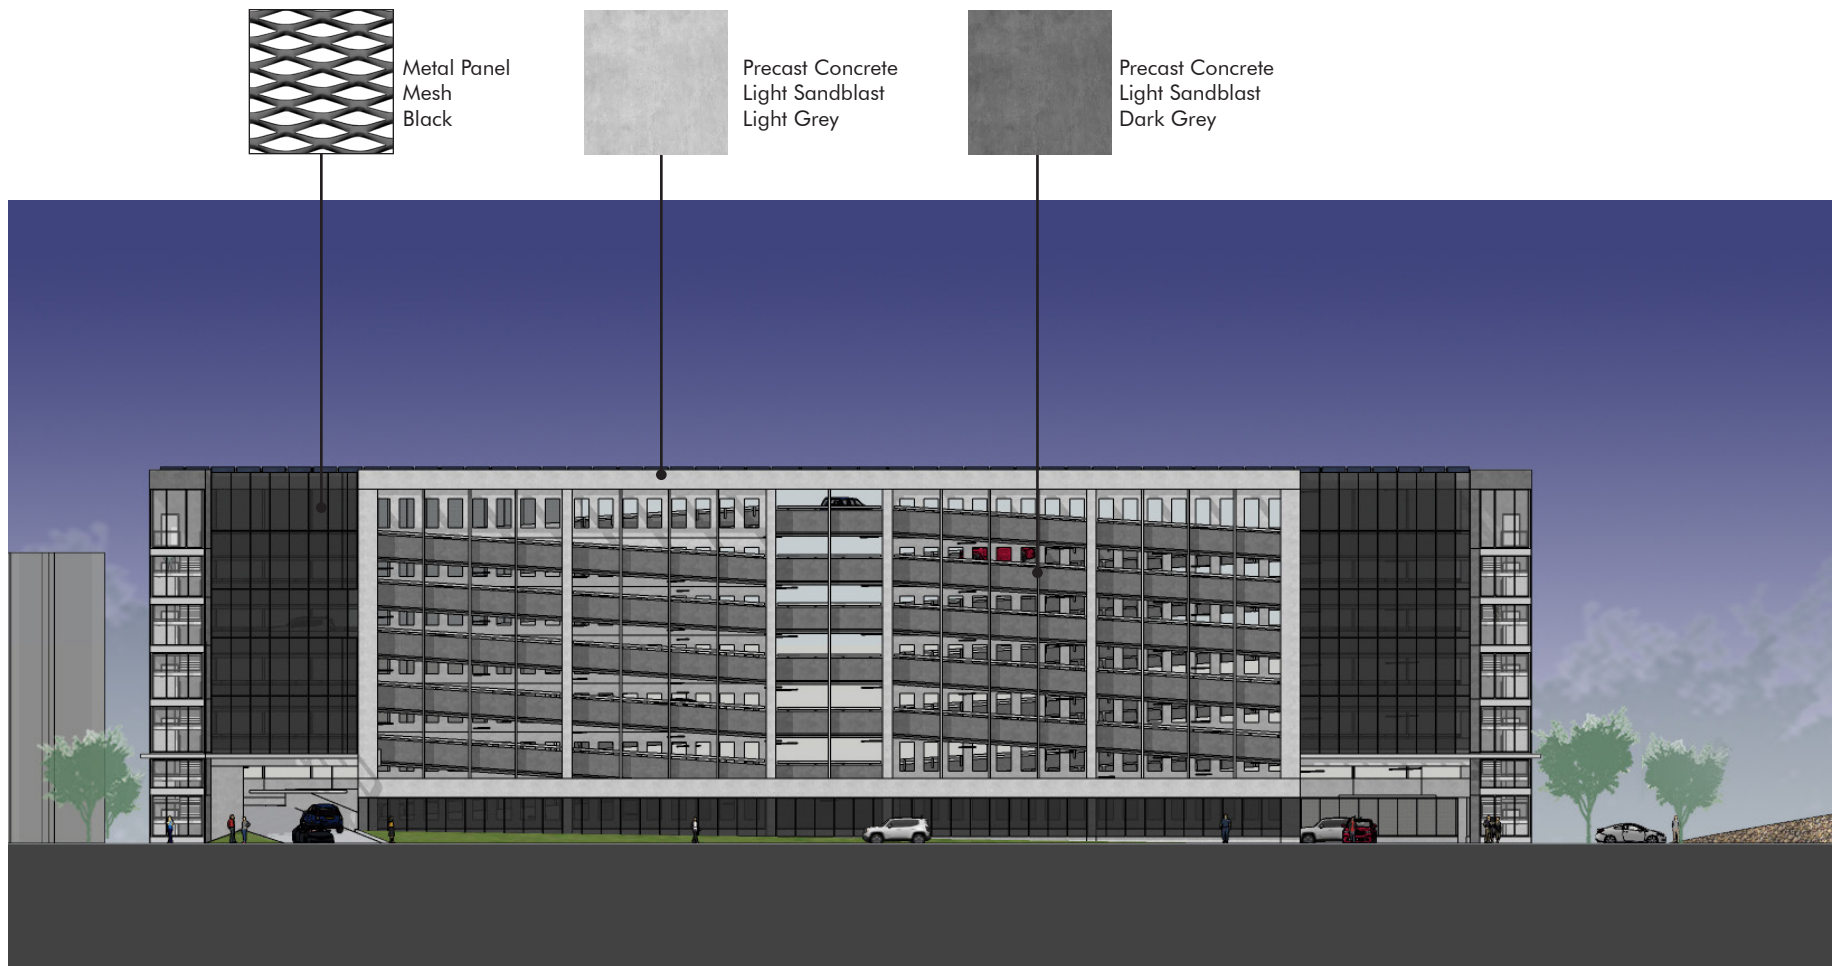 Metal Panel
Mesh
Black
Precast Concrete
Light Sandblast
Light Grey
Precast Concrete
Light Sandblast
Dark Grey